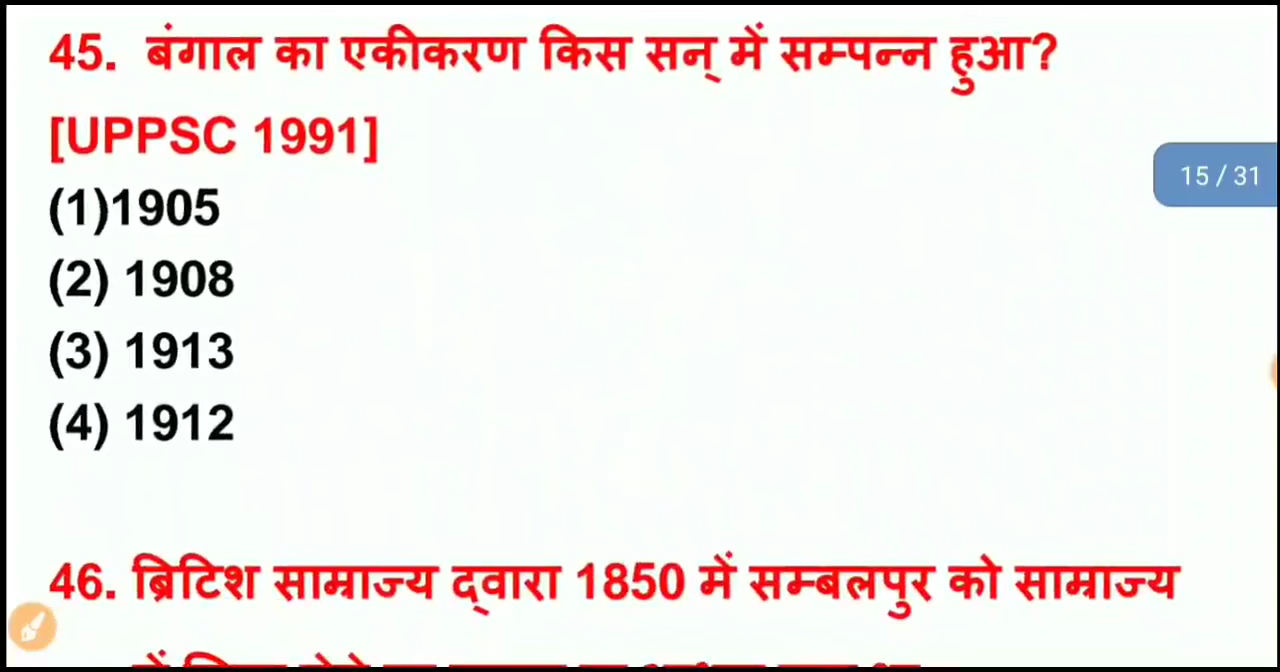 45. बंगाल का एकीकरण किस सन् में सम्पन्न हुआ?
[UPPSC 1991]
15 / 31
(1)1905
(2) 1908
(3) 1913
(4) 1912
46. ब्रिटिश साम्राज्य द्वारा 1850 में सम्बलपुर को साम्राज्य